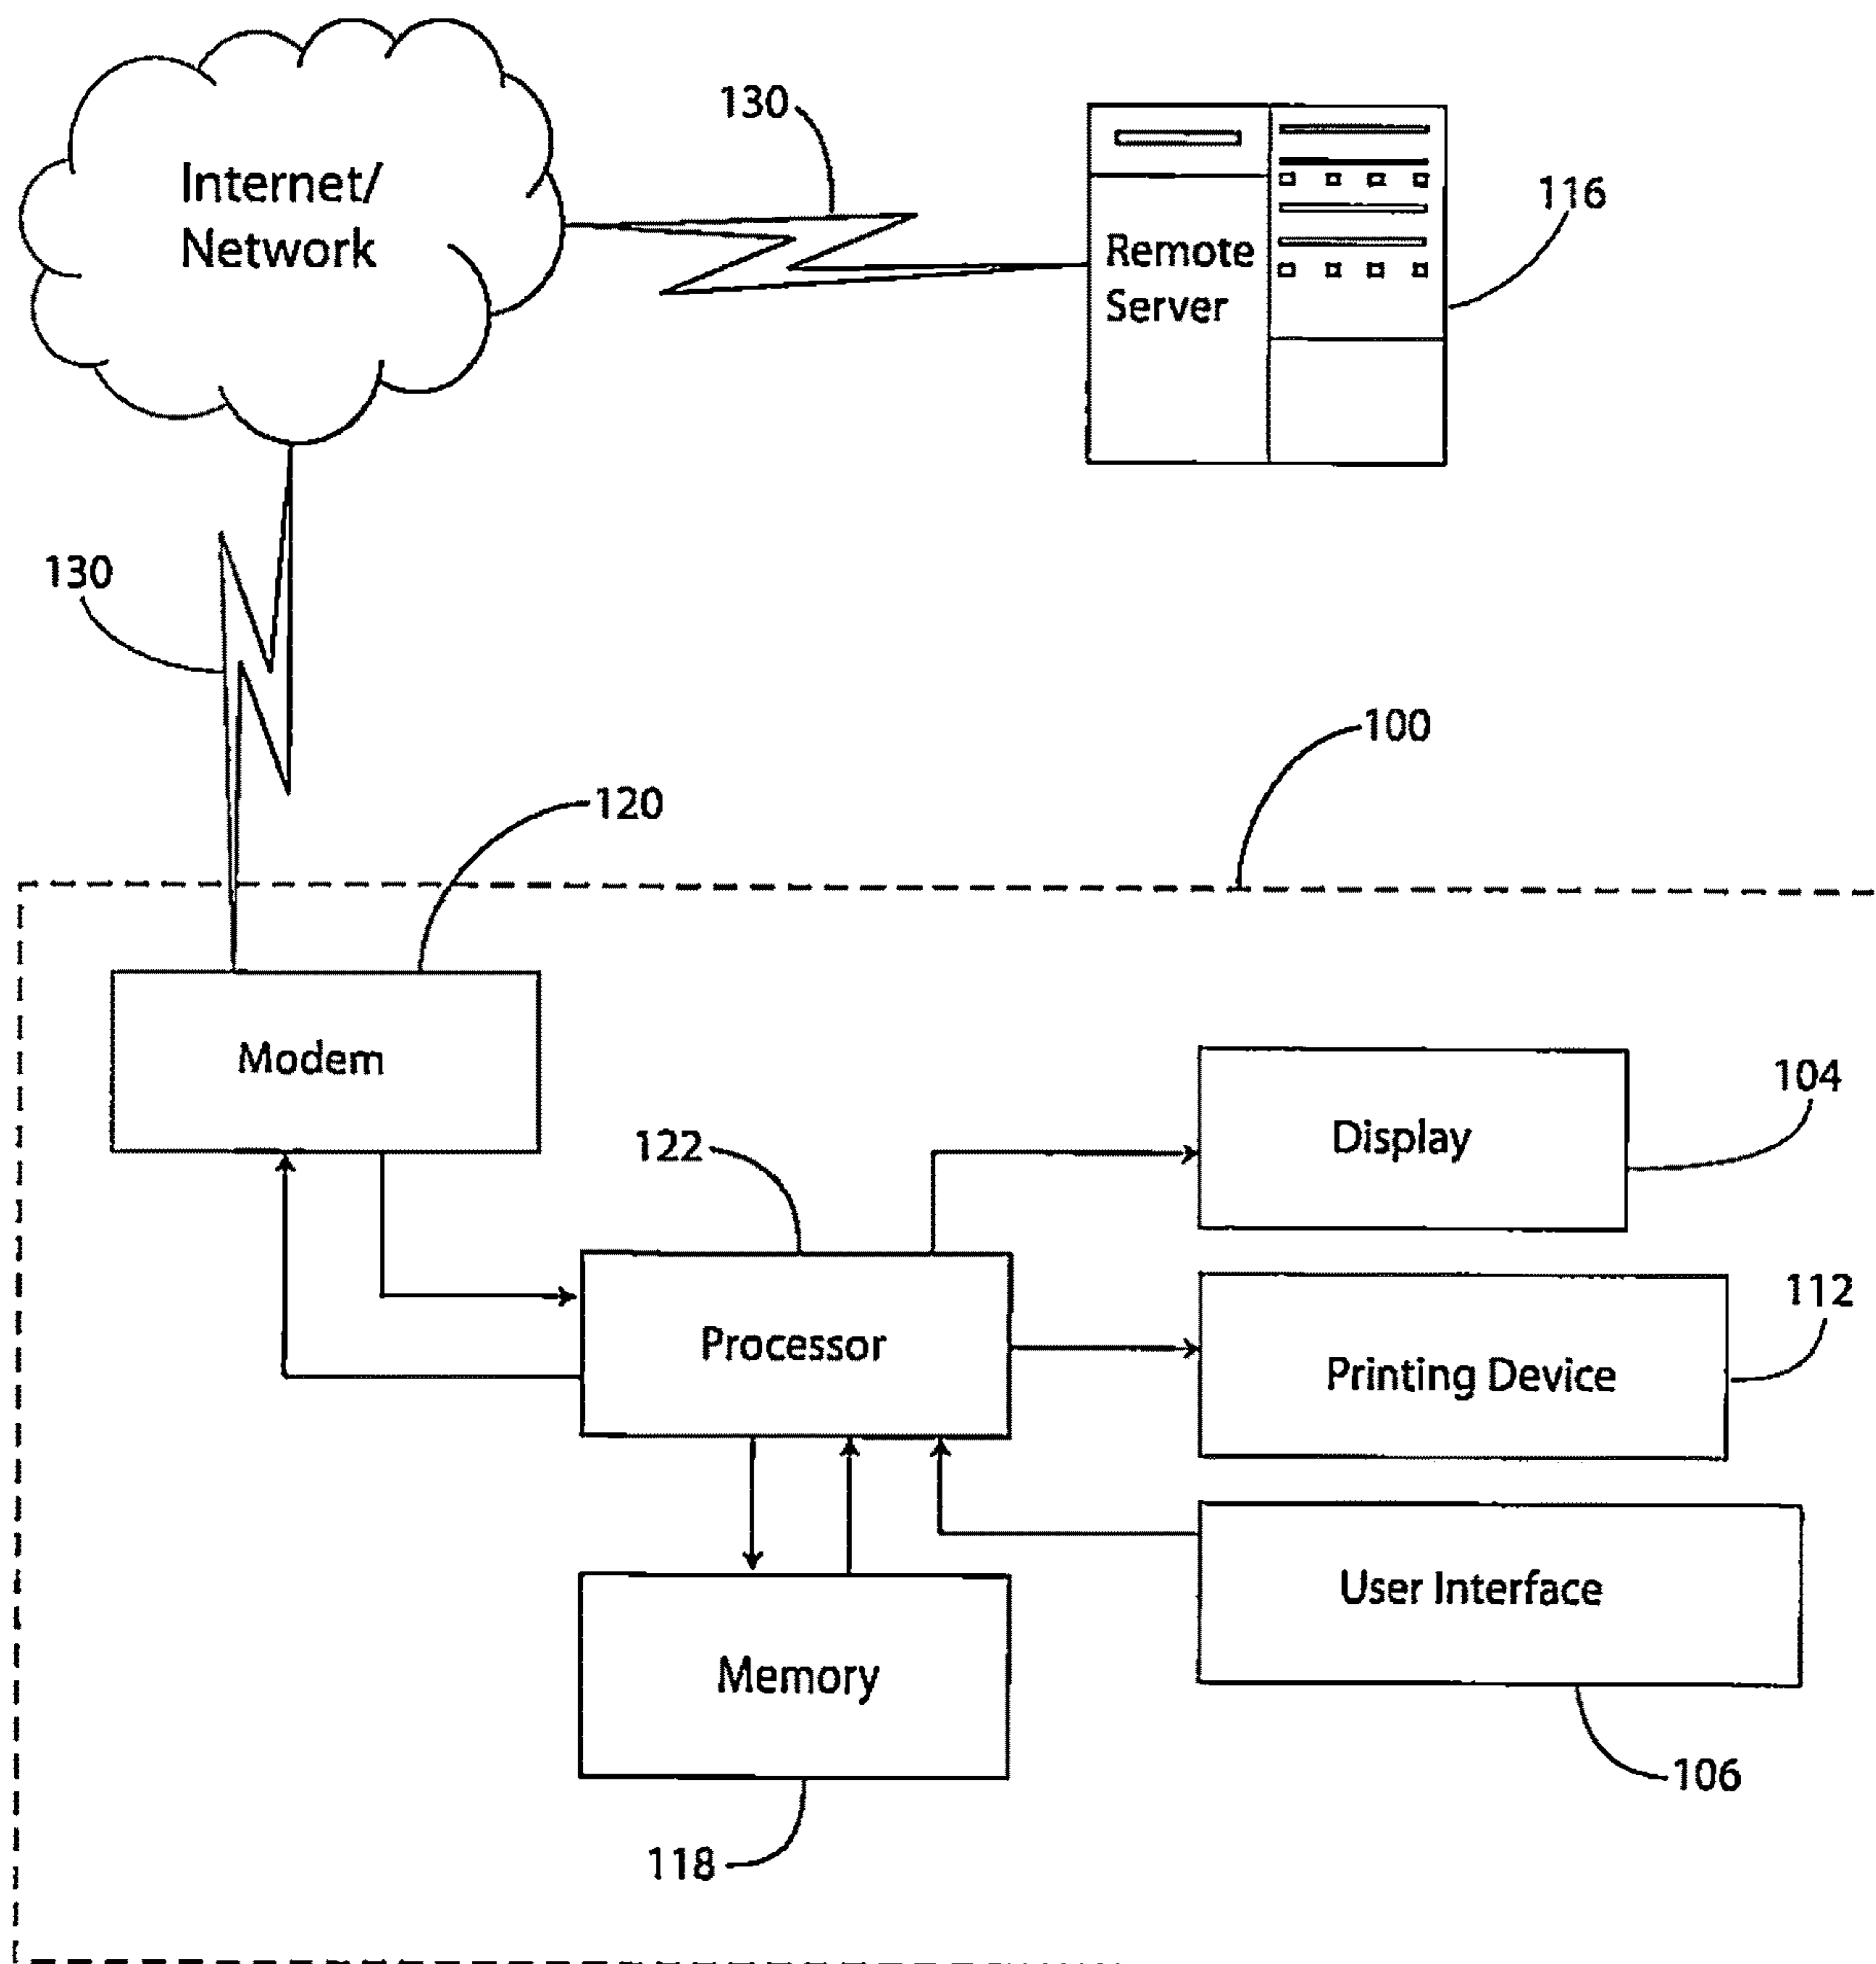 130
Internet/
Network
116
Remote
Server
130
100
120
Modem
104
Display
122
112
Processor
Printing Device
User Interface
Memory
106
118